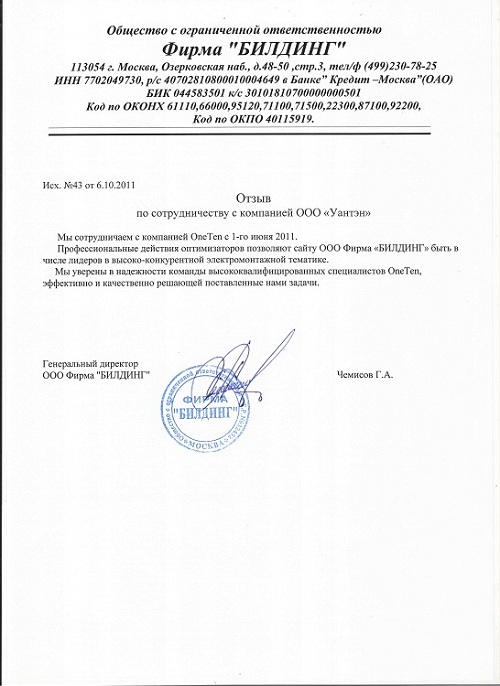 Общество с ограниченной ответственностью
Фирма "БИЛДИНГ"
113054 г. Москва, Озерковская наб., д.48-50 ,стр.3, тел/ф (499)230-78-25
ИНН 7702049730, р/с 40702810800010004649 в Банке" Кредит –Москва"(ОАО)
БИК 044583501 к/с 30101810700000000501
Код по ОКОНХ 61110,66000,95120,71100,71500,22300,87100,92200,
Код по ОКПО 40115919.
Исх. №43 от 6.10.2011
Отзыв
по сотрудничеству с компанией ООО «Уантэн»
Мы сотрудничаем с компанией OneTen с 1-го июня 2011.
Профессиональные действия оптимизаторов позволяют сайту ООО Фирма «БИЛДИНГ» быть в
числе лидеров в высоко-конкурентной электромонтажной тематике.
Мы уверены в надежности команды высококвалифицированных специалистов OneTen,
эффективно и качественно решающей поставленные нами задачи.
Генеральный директор
ООО Фирма "БИЛДИНГ"
Чемисов Г.А.
ФИРМА
"БИЛДИНГ"
МОСКВА